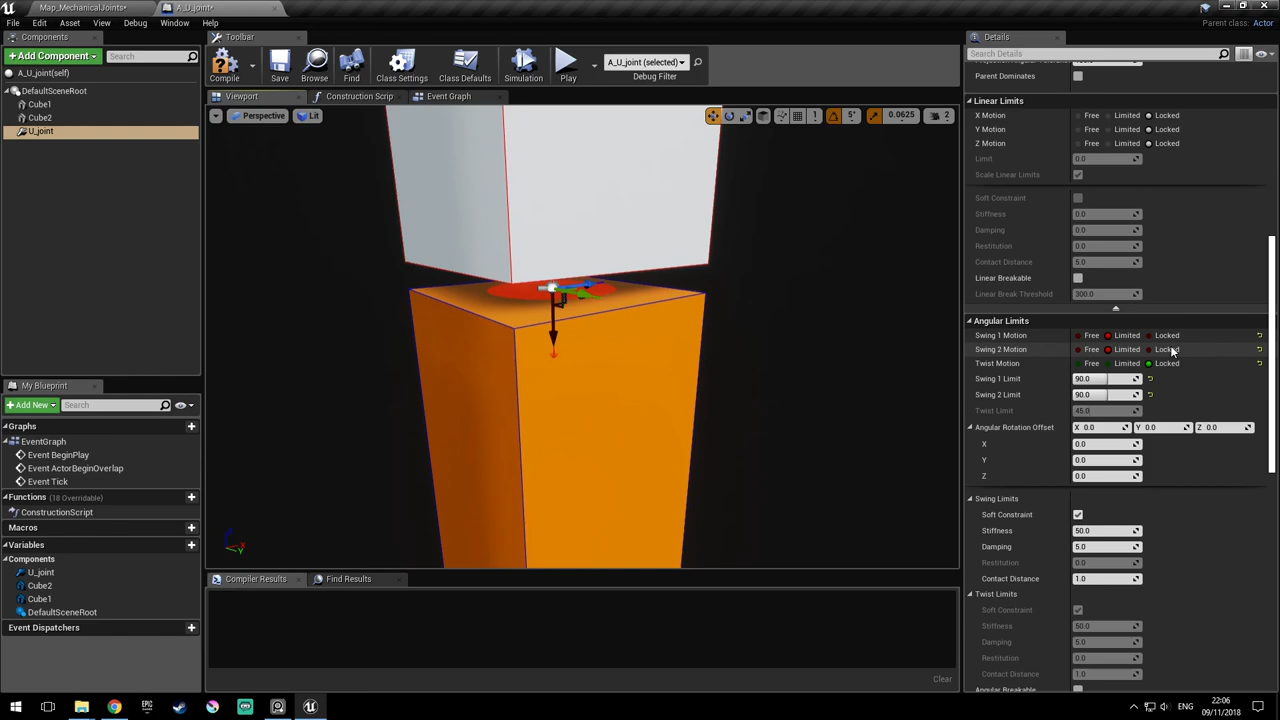 Map_MechanicalJoints*
A_U_joint*
File Edit Asset View Debug Window Help
Parent class: Actor
Components
Toolbar
Details
+ Add Component
Search
Search Details
A_U_joint(self)
DefaultSceneRoot
Cube1
Cube2
U_joint
Compile
Save
Browse
Find
Class Settings
Class Defaults
Simulation
Play
A_U_joint (selected)
Debug Filter
Viewport
Construction Scrip
Event Graph
Perspective
Lit
1
5°
0.0625
2
Parent Dominates
Linear Limits
X Motion Free Limited Locked
Y Motion Free Limited Locked
Z Motion Free Limited Locked
Limit 0.0
Scale Linear Limits
Soft Constraint
Stiffness 0.0
Damping 0.0
Restitution 0.0
Contact Distance 5.0
Linear Breakable
Linear Break Threshold 300.0
Angular Limits
Swing 1 Motion Free Limited Locked
Swing 2 Motion Free Limited Locked
Twist Motion Free Limited Locked
Swing 1 Limit 90.0
Swing 2 Limit 90.0
Twist Limit 45.0
Angular Rotation Offset X 0.0 Y 0.0 Z 0.0
X 0.0
Y 0.0
Z 0.0
Swing Limits
Soft Constraint
Stiffness 50.0
Damping 5.0
Restitution 0.0
Contact Distance 1.0
Twist Limits
Soft Constraint
Stiffness 50.0
Damping 5.0
Restitution 0.0
Contact Distance 1.0
Angular Breakable
My Blueprint
+ Add New
Search
Graphs
EventGraph
Event BeginPlay
Event ActorBeginOverlap
Event Tick
Functions (18 Overridable)
ConstructionScript
Macros
Variables
Components
U_joint
Cube2
Cube1
DefaultSceneRoot
Event Dispatchers
Compiler Results
Find Results
Clear
ENG
22:06
09/11/2018